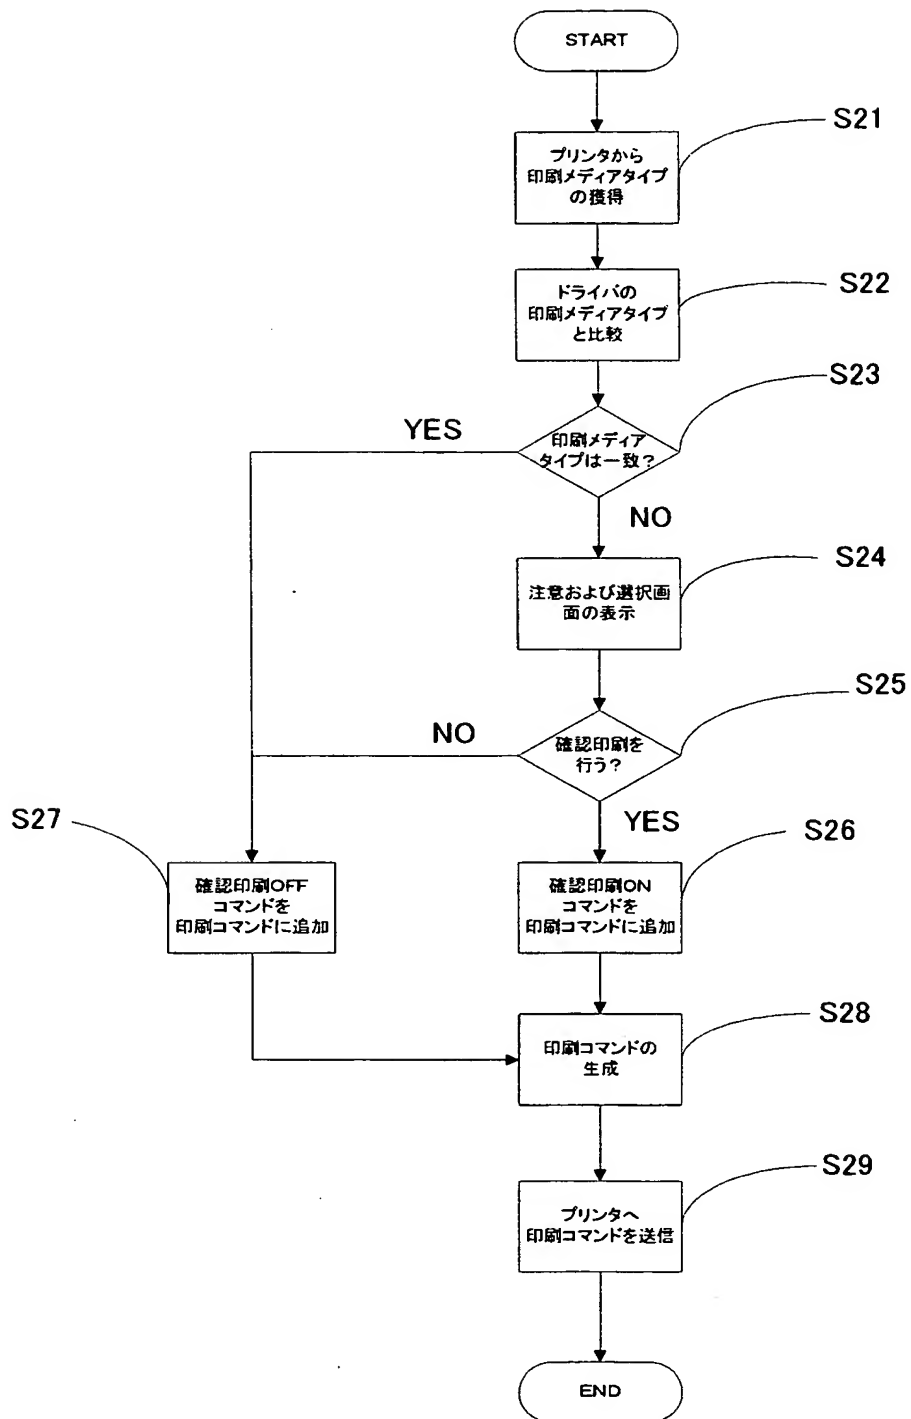 START
S21
プリンタから
印刷メディアタイプ
の獲得
S22
ドライバの
印刷メディアタイプ
と比較
S23
YES
印刷メディア
タイプは一致？
NO
S24
注意および選択画
面の表示
S25
NO
確認印刷を
行う？
YES
S27
S26
確認印刷OFF
コマンドを
印刷コマンドに追加
確認印刷ON
コマンドを
印刷コマンドに追加
S28
印刷コマンドの
生成
S29
プリンタへ
印刷コマンドを送信
END